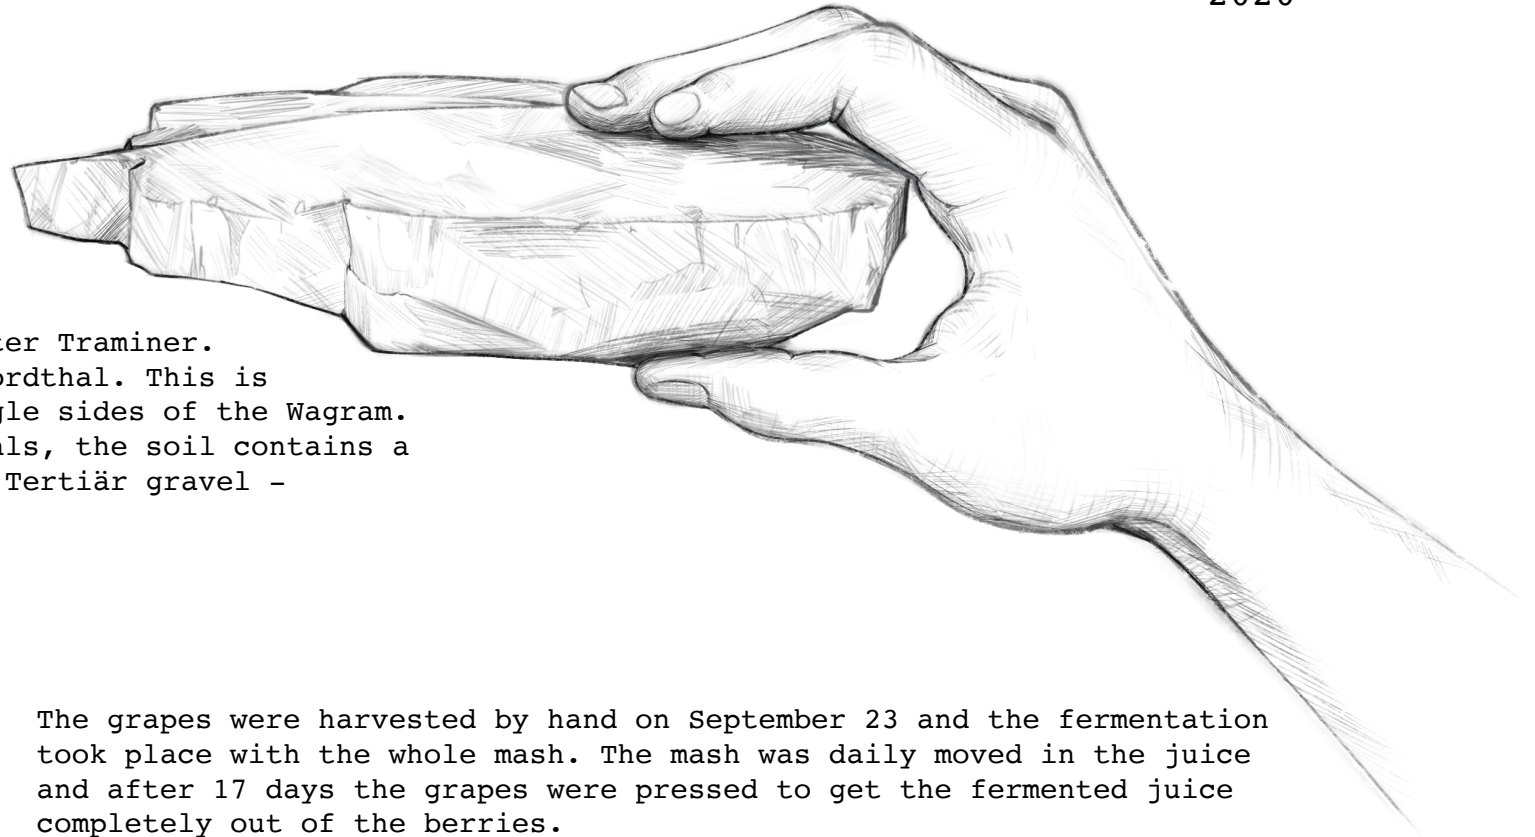 2020
ter Traminer.
ordthal. This is
gle sides of the Wagram.
als, the soil contains a
Tertiär gravel –
The grapes were harvested by hand on September 23 and the fermentation
took place with the whole mash. The mash was daily moved in the juice
and after 17 days the grapes were pressed to get the fermented juice
completely out of the berries.